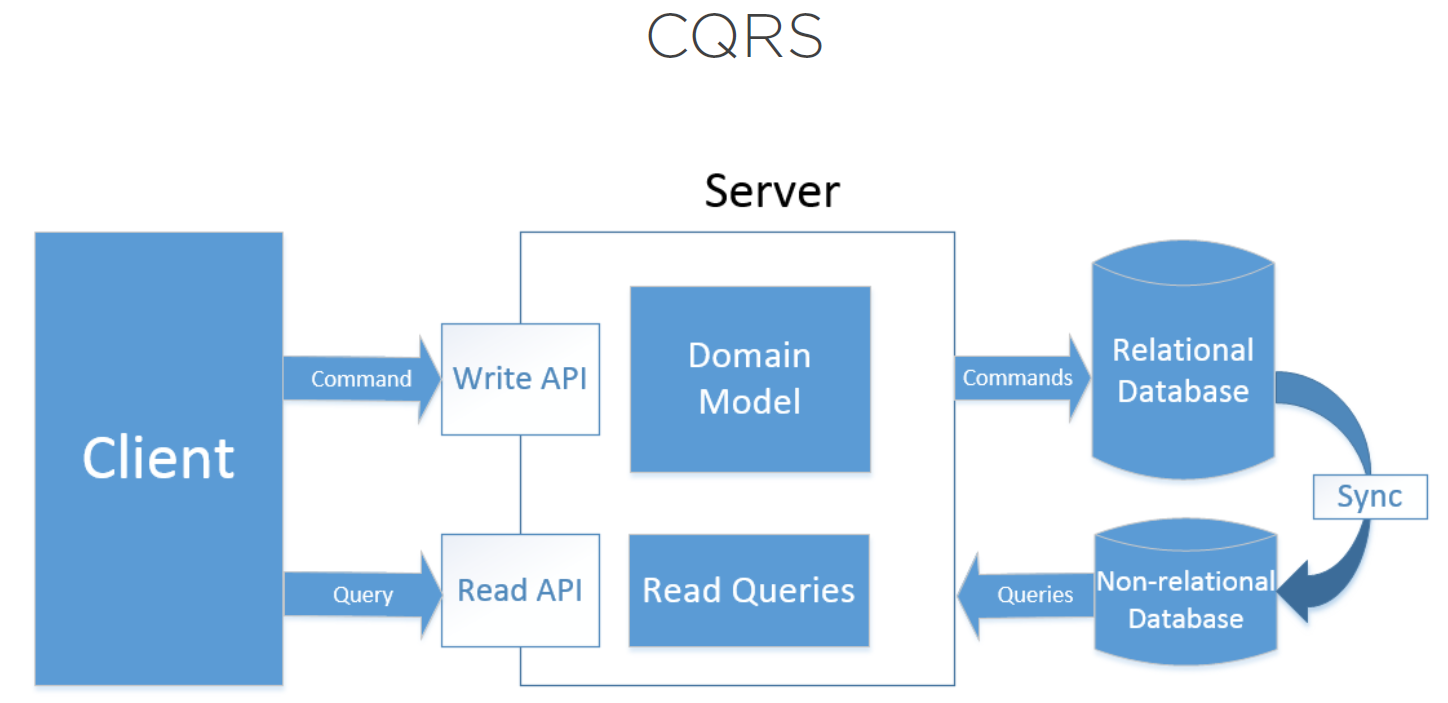 CQRS
Server
Client
Command
Write API
Domain
Model
Commands
Relational
Database
Sync
Query
Read API
Read Queries
Queries
Non-relational
Database